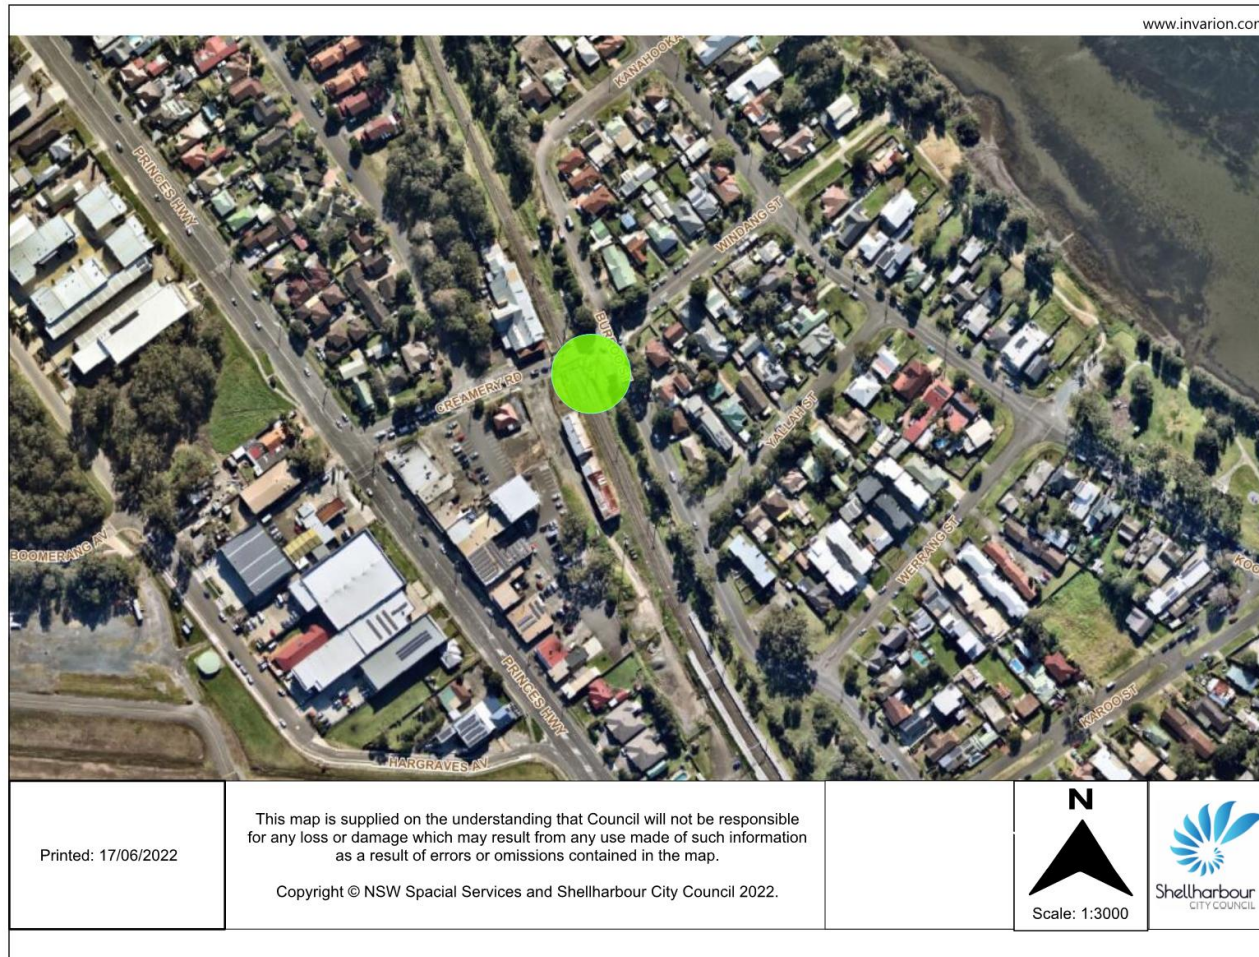 www.invarion.com
KANAHOOKA
PRINCES HWY
WINDANG ST
CREAMERY RD
YALLAH ST
BOOMERANG AV
WERRANG ST
PRINCES HWY
KAROO ST
HARGRAVES AV
Printed: 17/06/2022
This map is supplied on the understanding that Council will not be responsible
for any loss or damage which may result from any use made of such information
as a result of errors or omissions contained in the map.
Copyright © NSW Spacial Services and Shellharbour City Council 2022.
N
Scale: 1:3000
Shellharbour
CITY COUNCIL